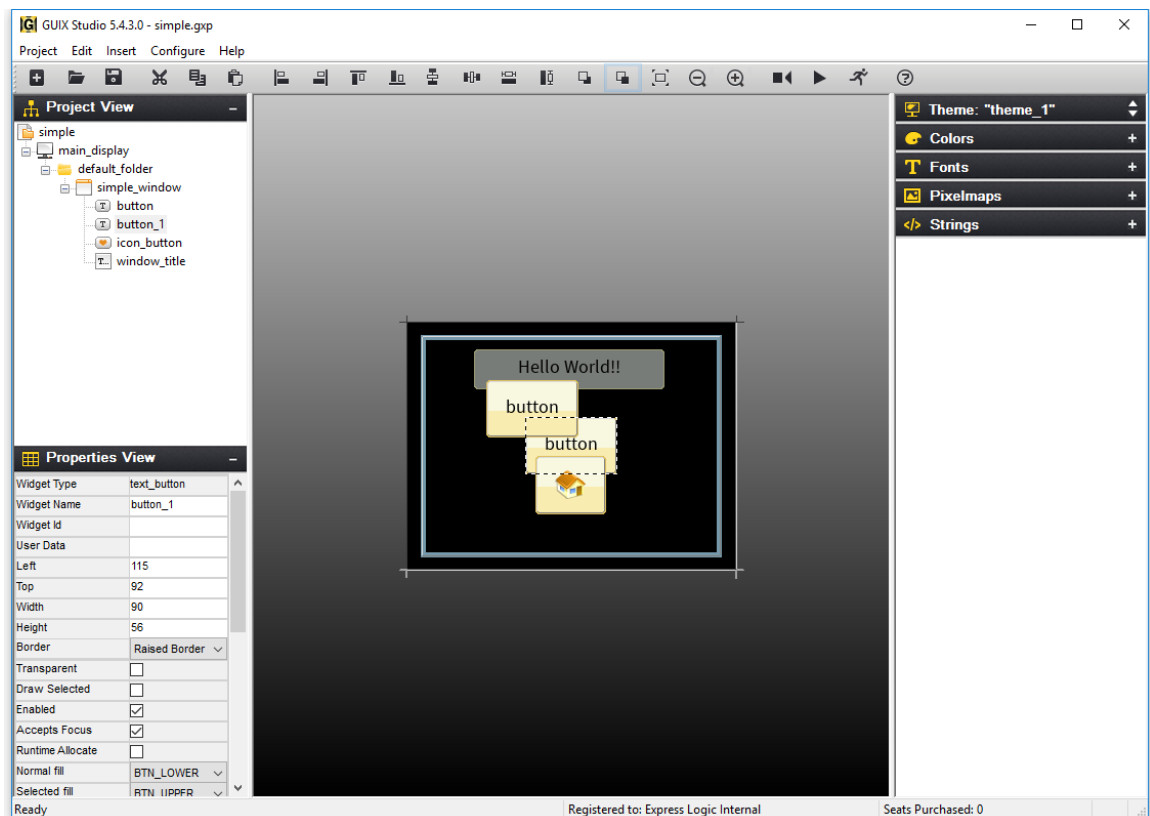 GUIX Studio 5.4.3.0 - simple.gxp
Project Edit Insert Configure Help
Project View
simple
main_display
default_folder
simple_window
button
button_1
icon_button
window_title
Theme: "theme_1"
Colors
Fonts
Pixelmaps
Strings
Hello World!!
button
button
Properties View
Widget Type text_button
Widget Name button_1
Widget Id
User Data
Left 115
Top 92
Width 90
Height 56
Border Raised Border
Transparent
Draw Selected
Enabled
Accepts Focus
Runtime Allocate
Normal fill BTN_LOWER
Selected fill BTN_UPPER
Ready Registered to: Express Logic Internal Seats Purchased: 0